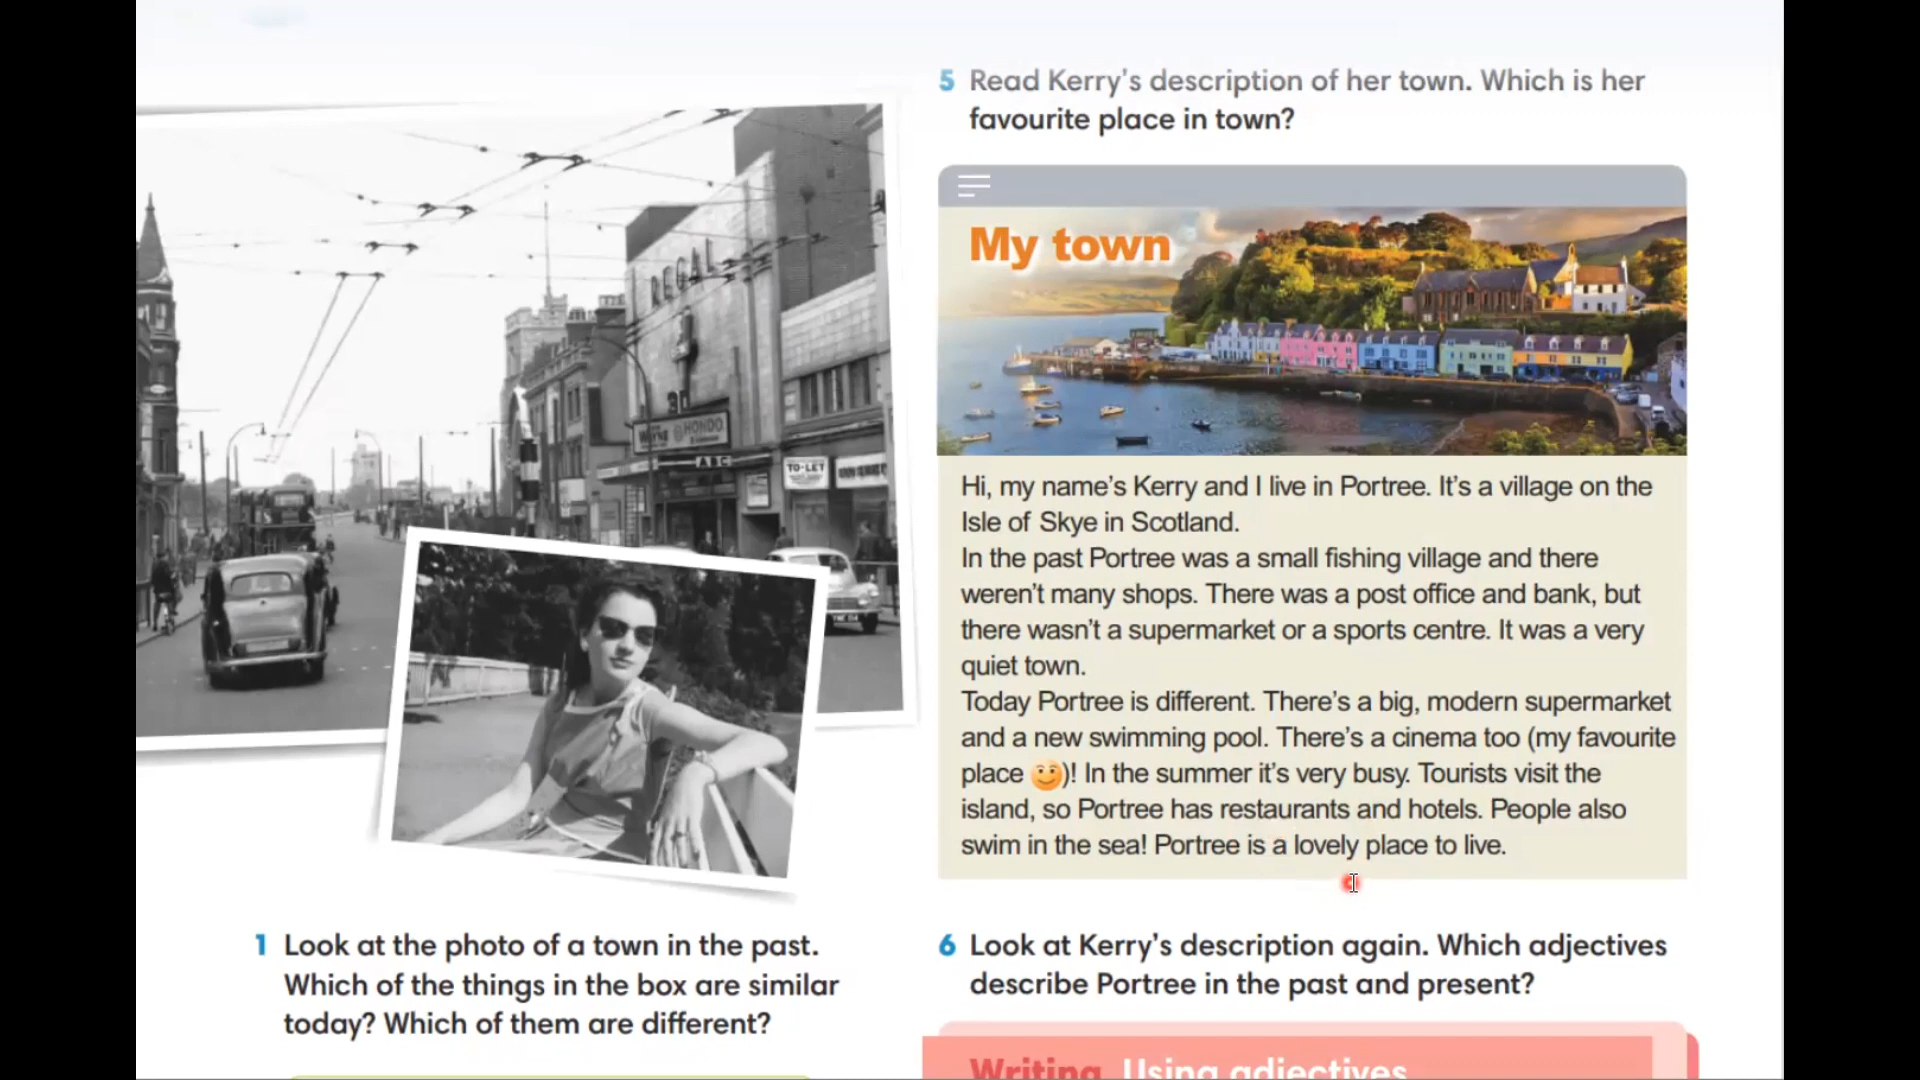 REGAL
3D
WAYNE HONDO
ABC
TO-LET
1 Look at the photo of a town in the past.
Which of the things in the box are similar
today? Which of them are different?
5 Read Kerry's description of her town. Which is her
favourite place in town?
My town
Hi, my name's Kerry and I live in Portree. It's a village on the
Isle of Skye in Scotland.
In the past Portree was a small fishing village and there
weren't many shops. There was a post office and bank, but
there wasn't a supermarket or a sports centre. It was a very
quiet town.
Today Portree is different. There's a big, modern supermarket
and a new swimming pool. There's a cinema too (my favourite
place 🙂)! In the summer it's very busy. Tourists visit the
island, so Portree has restaurants and hotels. People also
swim in the sea! Portree is a lovely place to live.
6 Look at Kerry's description again. Which adjectives
describe Portree in the past and present?
Writing Using adjectives